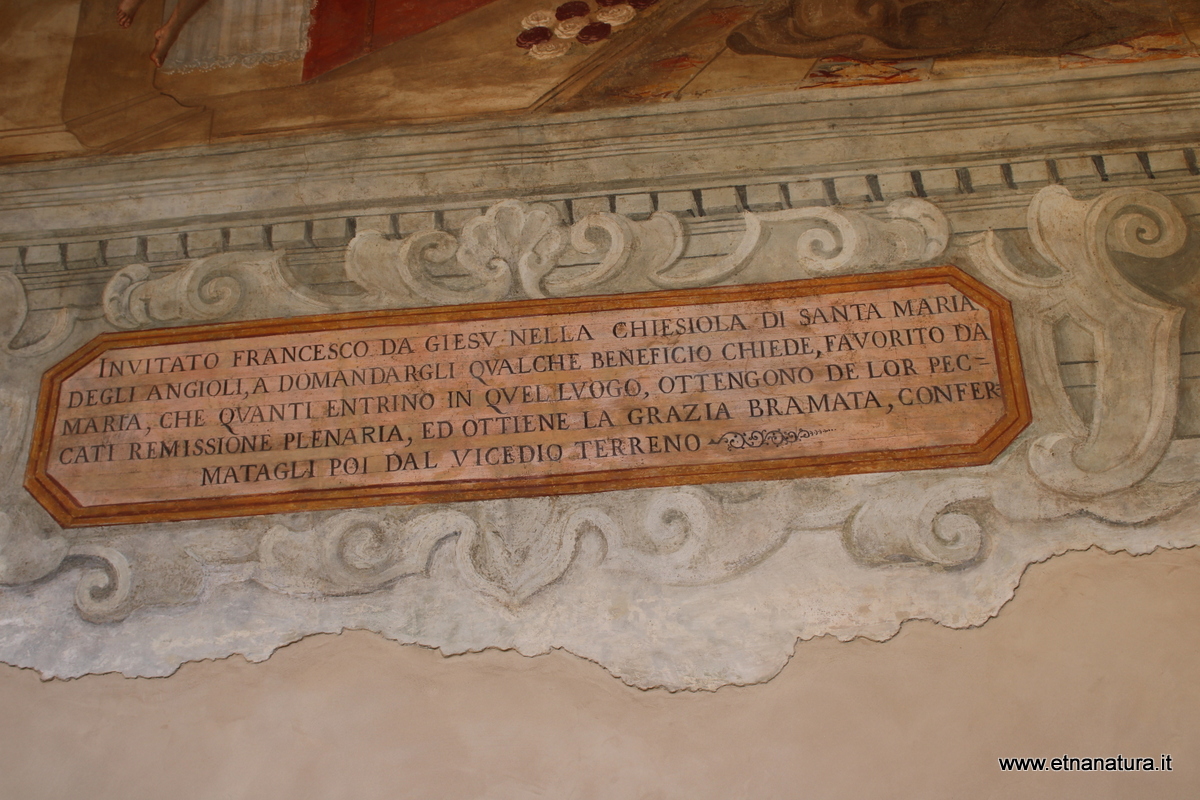 INVITATO FRANCESCO DA GIESV NELLA CHIESIOLA DI SANTA MARIA
DEGLI ANGIOLI, A DOMANDARGLI QVALCHE BENEFICIO CHIEDE, FAVORITO DA
MARIA, CHE QVANTI ENTRINO IN QVEL LVOGO, OTTENGONO DE LOR PEC-
CATI REMISSIONE PLENARIA, ED OTTIENE LA GRAZIA BRAMATA, CONFER-
MATAGLI POI DAL VICEDIO TERRENO
www.etnanatura.it